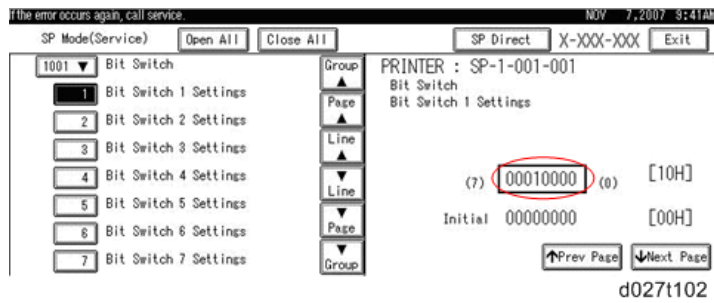 If the error occurs again, call service.
NOV 7,2007 9:41AM
SP Mode(Service) Open All Close All SP Direct X-XXX-XXX Exit
1001 ▼ Bit Switch
1 Bit Switch 1 Settings
2 Bit Switch 2 Settings
3 Bit Switch 3 Settings
4 Bit Switch 4 Settings
5 Bit Switch 5 Settings
6 Bit Switch 6 Settings
7 Bit Switch 7 Settings
Group
▲
Page
▲
Line
▲
▼
Line
▼
Page
▼
Group
PRINTER : SP-1-001-001
Bit Switch
Bit Switch 1 Settings
(7) 00010000 (0) [10H]
Initial 00000000 [00H]
↑Prev Page ↓Next Page
d027t102